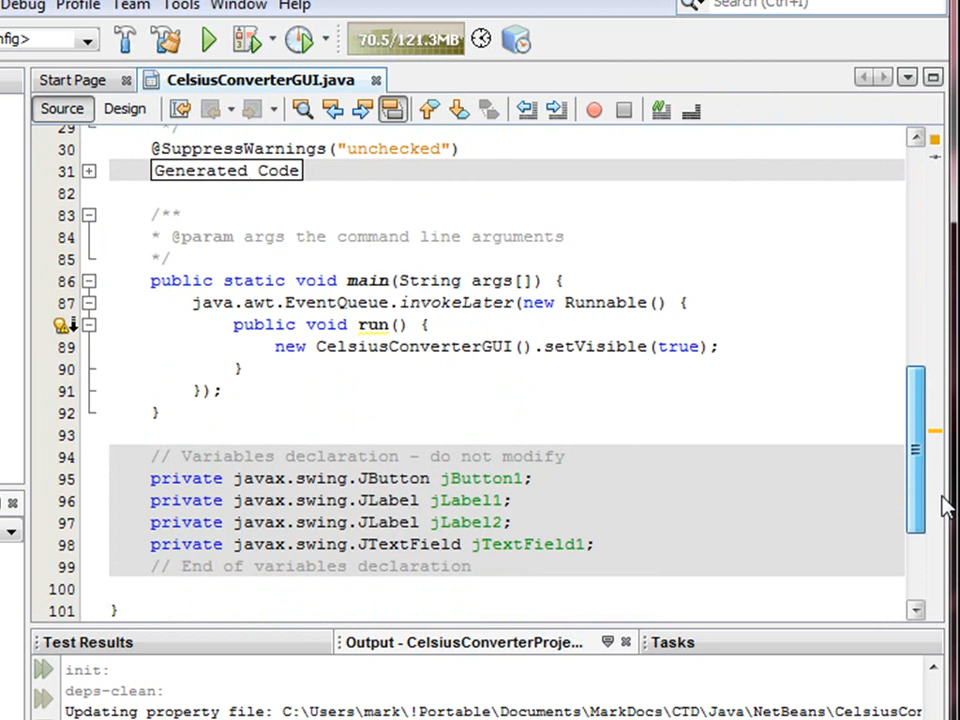 Debug Profile Team Tools Window Help
Search (Ctrl+I)
nfig>
70.5/121.3MB
Start Page CelsiusConverterGUI.java
Source Design
29 */
30 @SuppressWarnings("unchecked")
31 Generated Code
82
83 /**
84 * @param args the command line arguments
85 */
86 public static void main(String args[]) {
87 java.awt.EventQueue.invokeLater(new Runnable() {
public void run() {
89 new CelsiusConverterGUI().setVisible(true);
90 }
91 });
92 }
93
94 // Variables declaration - do not modify
95 private javax.swing.JButton jButton1;
96 private javax.swing.JLabel jLabel1;
97 private javax.swing.JLabel jLabel2;
98 private javax.swing.JTextField jTextField1;
99 // End of variables declaration
100
101 }
Test Results Output - CelsiusConverterProje... Tasks
init:
deps-clean:
Updating property file: C:\Users\mark\!Portable\Documents\MarkDocs\CTD\Java\NetBeans\CelsiusCor